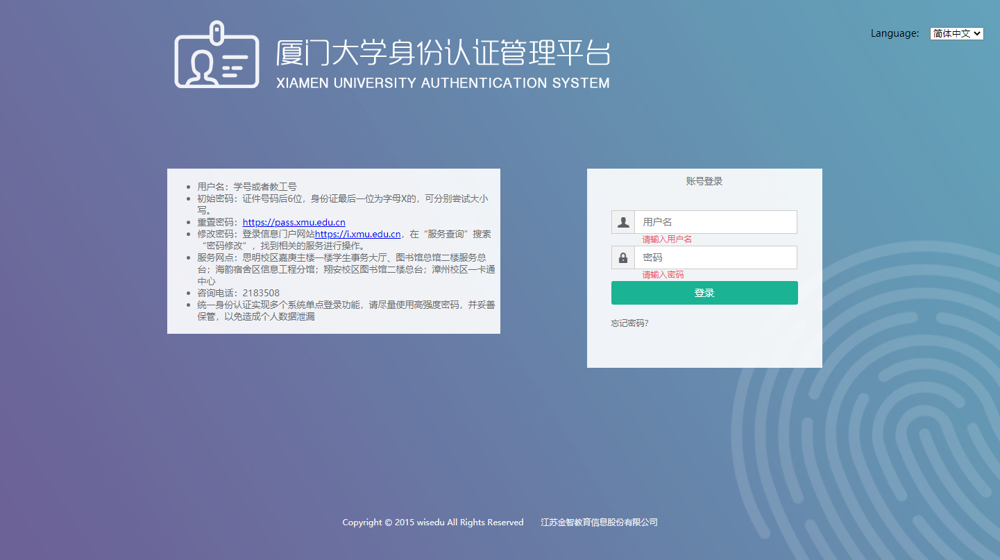 厦门大学身份认证管理平台
XIAMEN UNIVERSITY AUTHENTICATION SYSTEM
Language: 简体中文
用户名：学号或者教工号
初始密码：证件号码后6位，身份证最后一位为字母X的，可分别尝试大小
写。
重置密码：https://pass.xmu.edu.cn
修改密码：登录信息门户网站https://i.xmu.edu.cn，在“服务查询”搜索
“密码修改”，找到相关的服务进行操作。
服务网点：思明校区嘉庚主楼一楼学生事务大厅、图书馆总馆二楼服务总
台；海韵宿舍区信息工程分馆；翔安校区图书馆二楼总台；漳州校区一卡通
中心
咨询电话：2183508
统一身份认证实现多个系统单点登录功能，请尽量使用高强度密码，并妥善
保管，以免造成个人数据泄漏
账号登录
用户名
请输入用户名
密码
请输入密码
登录
忘记密码？
Copyright © 2015 wisedu All Rights Reserved 江苏金智教育信息股份有限公司